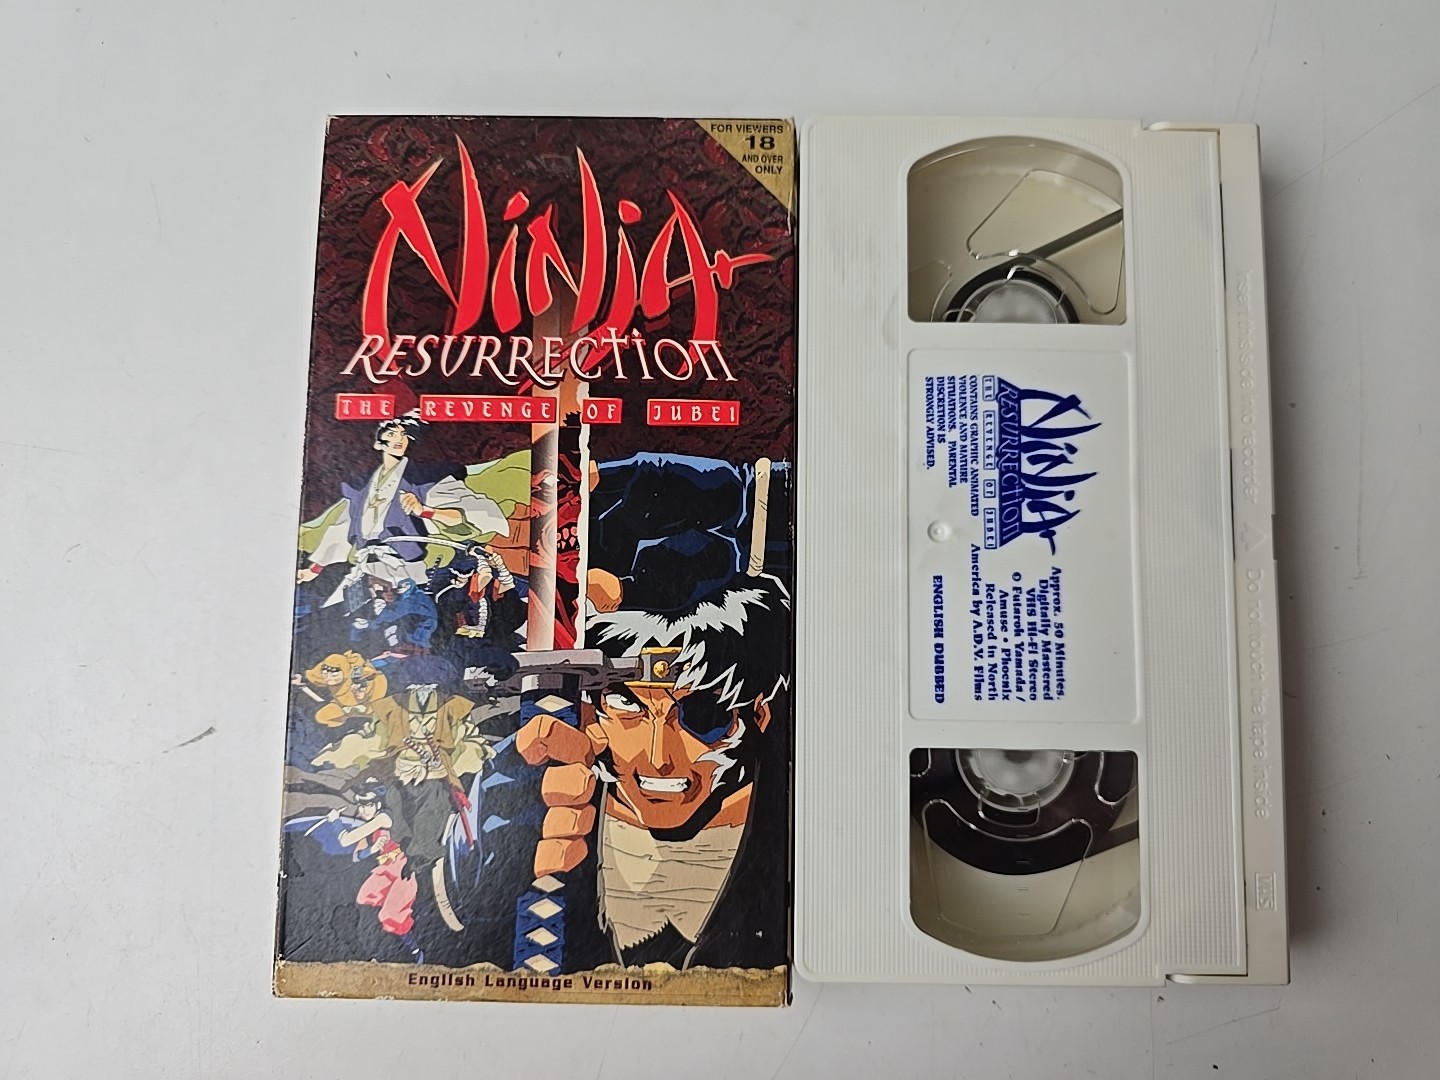 FOR VIEWERS
18
AND OVER
ONLY
NINJA
RESURRECTION
THE REVENGE OF JUBEI
English Language Version
NINJA
RESURRECTION
THE REVENGE OF JUBEI
CONTAINS GRAPHIC ANIMATED
VIOLENCE AND MATURE
SITUATIONS. PARENTAL
DISCRETION IS
STRONGLY ADVISED.
Approx. 50 Minutes.
Digitally Mastered
VHS Hi-Fi Stereo
© Futaroh Yamada /
Amuse • Phoenix
Released in North
America by A.D.V. Films
ENGLISH DUBBED
Insert this side into recorder △ Do not touch the tape inside
VHS